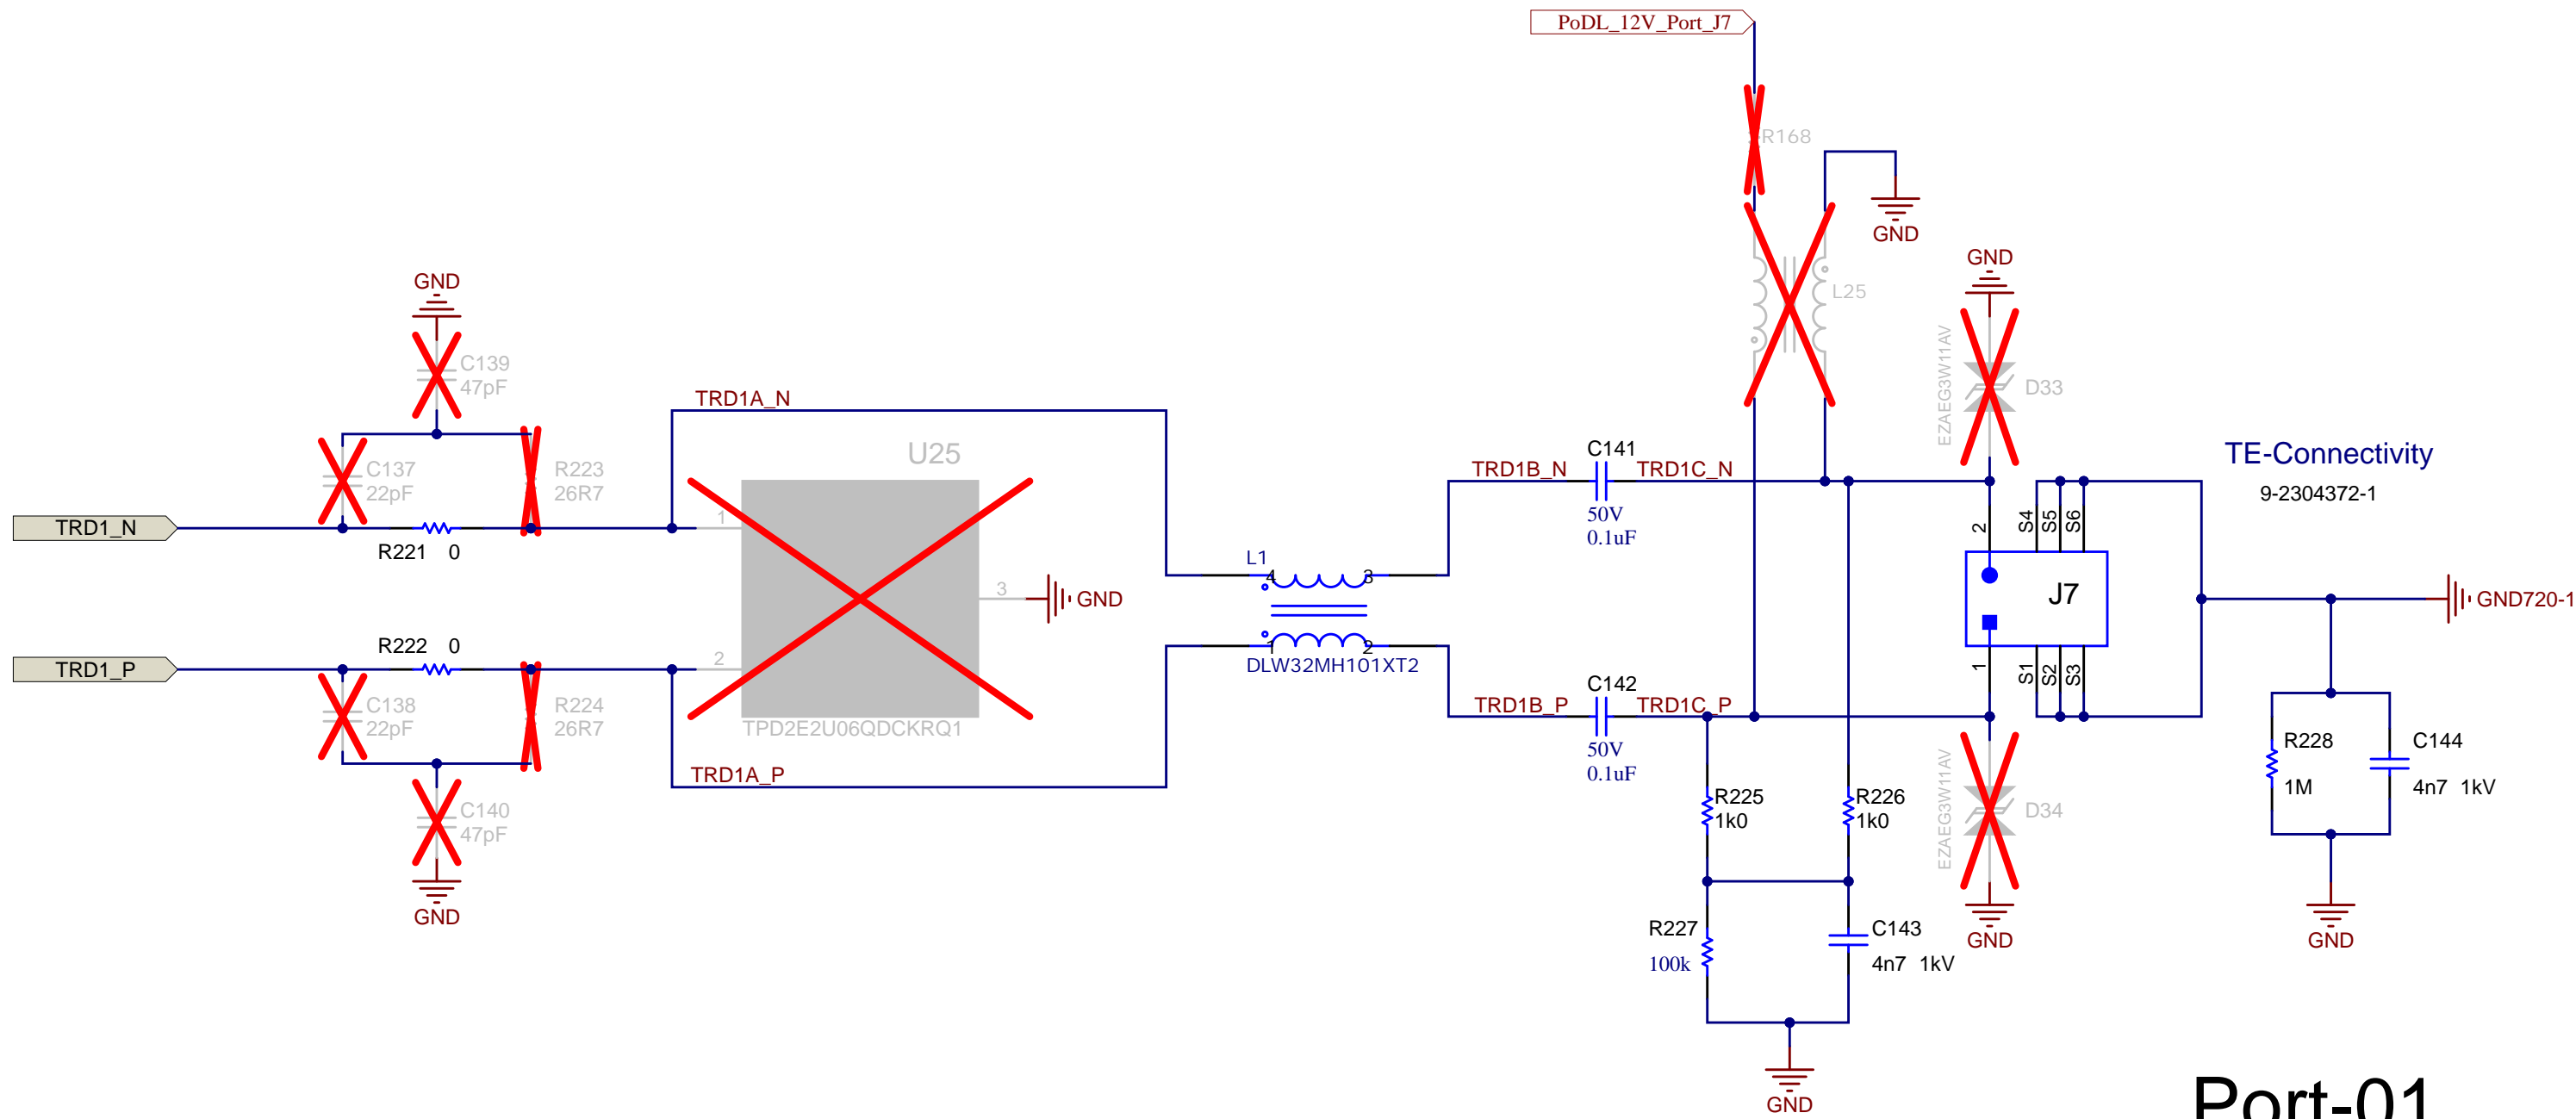 PoDL_12V_Port_J7
R168
GND
L25
GND
EZAEG3W11AV
D33
GND
C139
47pF
C137
22pF
R223
26R7
TRD1_N
R221 0
TRD1A_N
U25
1
2
3
GND
TPD2E2U06QDCKRQ1
TRD1A_P
R222 0
TRD1_P
C138
22pF
R224
26R7
C140
47pF
GND
L1
4
3
1
2
DLW32MH101XT2
TRD1B_N
C141
TRD1C_N
50V
0.1uF
TRD1B_P
C142
TRD1C_P
50V
0.1uF
TE-Connectivity
9-2304372-1
2
S4
S5
S6
J7
1
S1
S2
S3
GND720-1
R225
1k0
R226
1k0
EZAEG3W11AV
D34
GND
R228
1M
C144
4n7 1kV
GND
R227
100k
C143
4n7 1kV
GND
Port-01